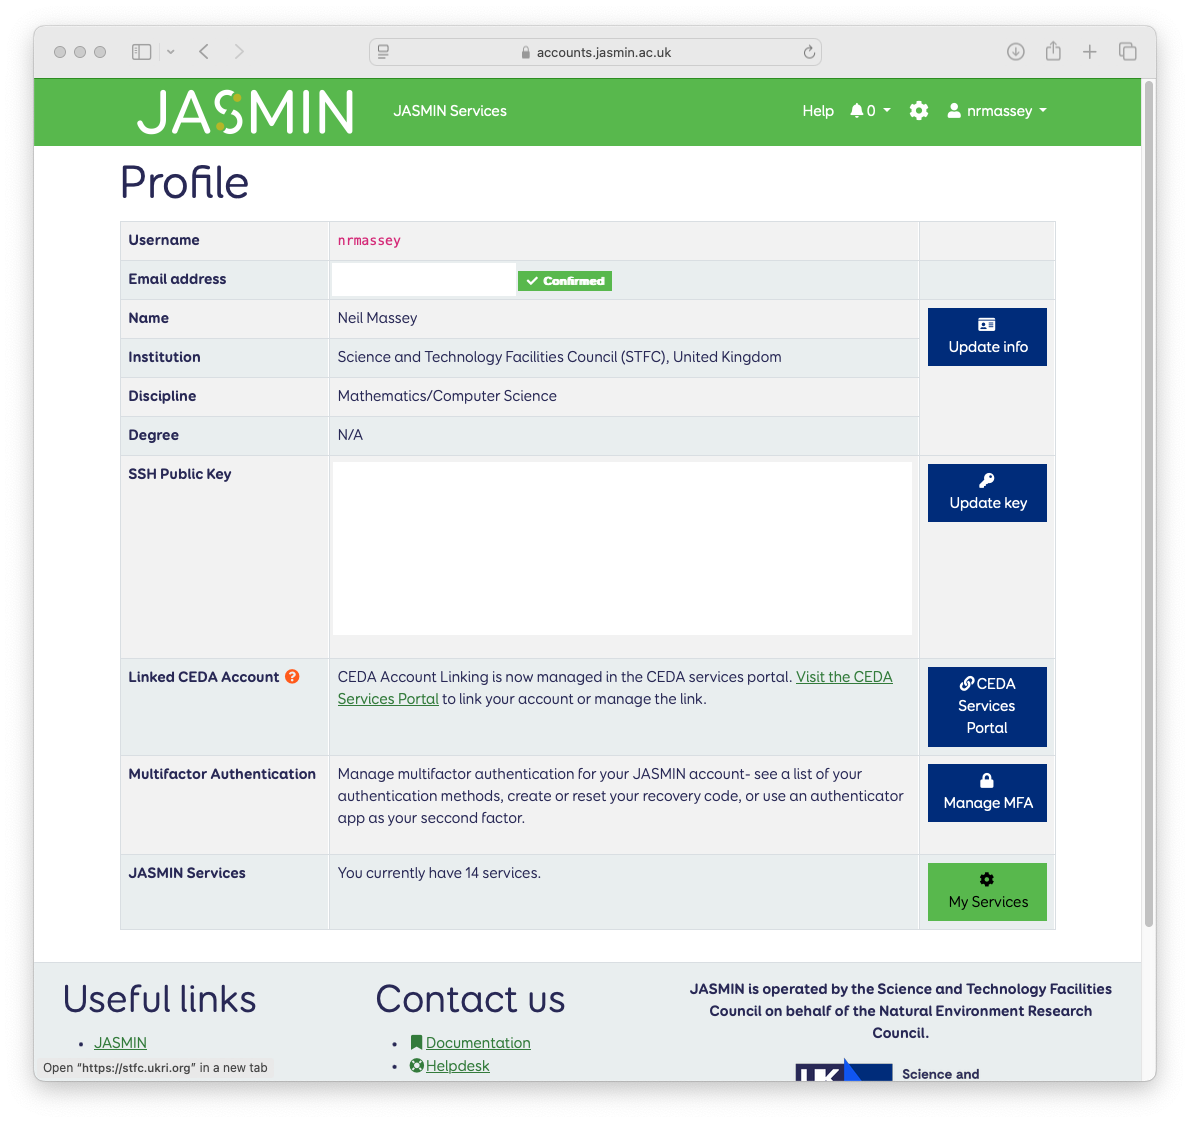 accounts.jasmin.ac.uk
JASMIN
JASMIN Services
Help
0
nrmassey
Profile
Username
nrmassey
Email address
Confirmed
Name
Neil Massey
Update info
Institution
Science and Technology Facilities Council (STFC), United Kingdom
Discipline
Mathematics/Computer Science
Degree
N/A
SSH Public Key
Update key
Linked CEDA Account ?
CEDA Account Linking is now managed in the CEDA services portal. Visit the CEDA
Services Portal to link your account or manage the link.
CEDA
Services
Portal
Multifactor Authentication
Manage multifactor authentication for your JASMIN account- see a list of your
authentication methods, create or reset your recovery code, or use an authenticator
app as your seccond factor.
Manage MFA
JASMIN Services
You currently have 14 services.
My Services
Useful links
• JASMIN
Contact us
• Documentation
• Helpdesk
JASMIN is operated by the Science and Technology Facilities
Council on behalf of the Natural Environment Research
Council.
UK
Science and
Open "https://stfc.ukri.org" in a new tab